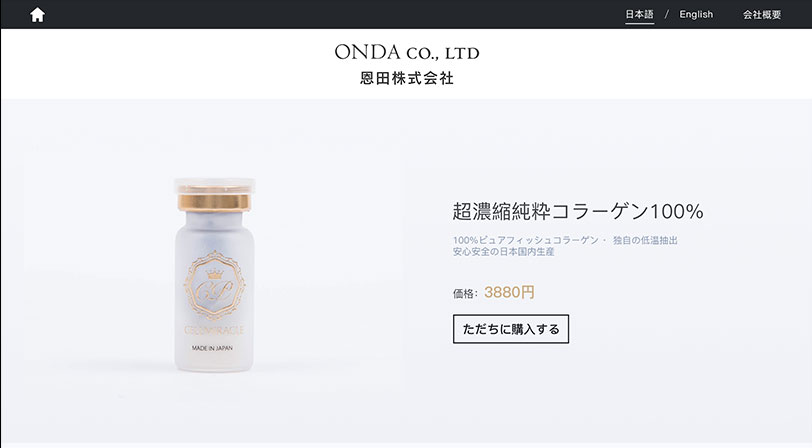 日本語 / English 会社概要
ONDA CO., LTD
恩田株式会社
超濃縮純粋コラーゲン100%
100%ピュアフィッシュコラーゲン・ 独自の低温抽出
安心安全の日本国内生産
価格: 3880円
ただちに購入する
MADE IN JAPAN